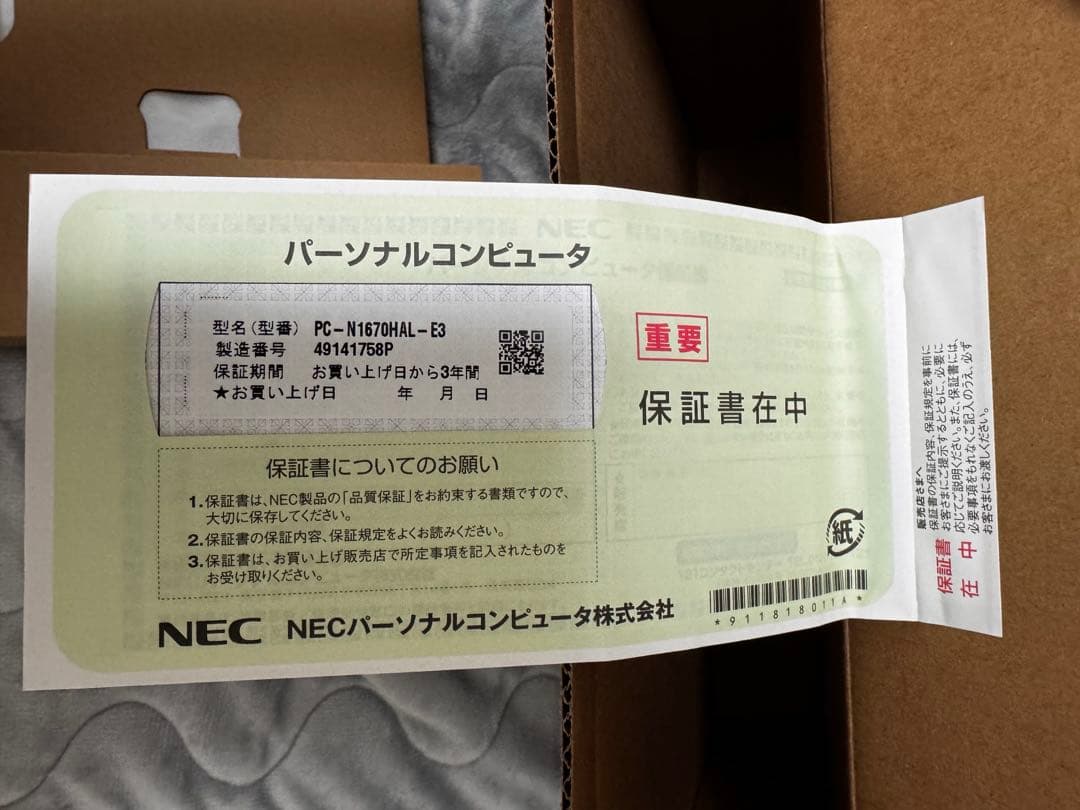 パーソナルコンピュータ
型名(型番) PC-N1670HAL-E3
製造番号 49141758P
保証期間 お買い上げ日から3年間
★お買い上げ日 年 月 日
保証書についてのお願い
1.保証書は、NEC製品の「品質保証」をお約束する書類ですので、
大切に保存してください。
2.保証書の保証内容、保証規定をよくお読みください。
3.保証書は、お買い上げ販売店で所定事項を記入されたものを
お受け取りください。
NEC NECパーソナルコンピュータ株式会社
重要
保証書在中
紙
*911818011A*
保証書
在中
販売店さまへ
保証書の保証内容、保証規定を事前に
お客さまにご提示するとともに、必要に
応じてご説明ください。また、保証書には、
必要事項をもれなくご記入のうえ、必ず
お客さまにお渡しください。
NEC